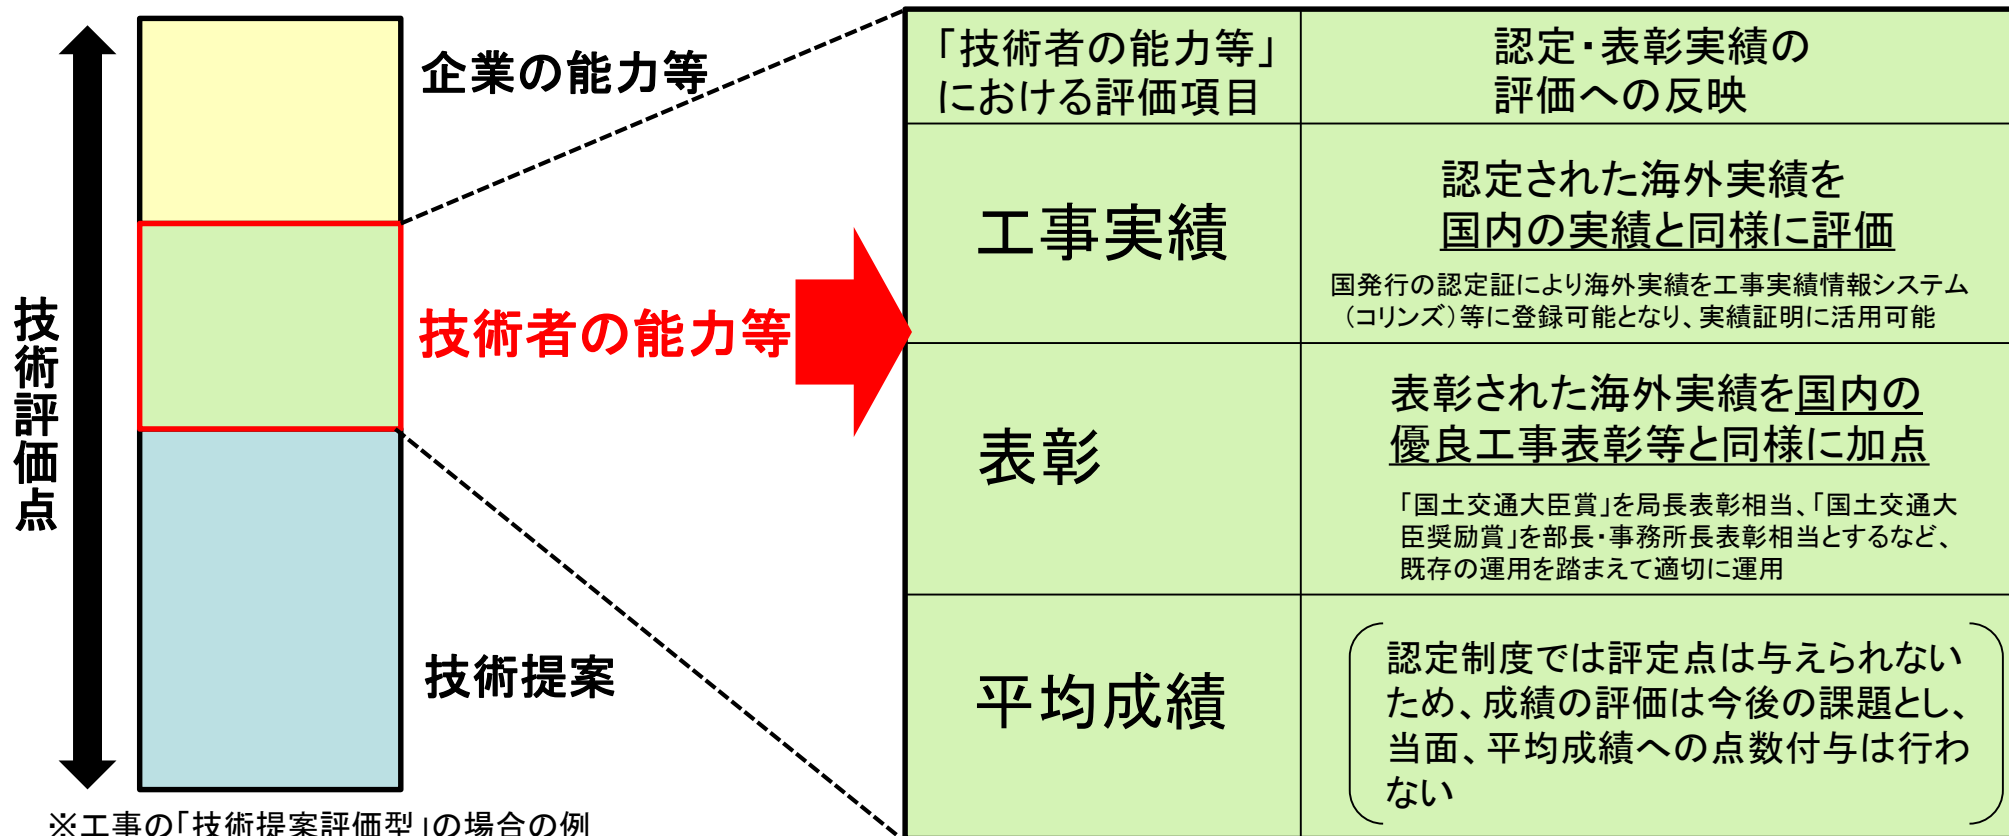 技術評価点
企業の能力等
技術者の能力等
技術提案
※工事の「技術提案評価型」の場合の例
「技術者の能力等」
における評価項目
認定・表彰実績の
評価への反映
工事実績
認定された海外実績を
国内の実績と同様に評価
国発行の認定証により海外実績を工事実績情報システム
（コリンズ）等に登録可能となり、実績証明に活用可能
表彰
表彰された海外実績を国内の
優良工事表彰等と同様に加点
「国土交通大臣賞」を局長表彰相当、「国土交通大
臣奨励賞」を部長・事務所長表彰相当とするなど、
既存の運用を踏まえて適切に運用
平均成績
認定制度では評定点は与えられない
ため、成績の評価は今後の課題とし、
当面、平均成績への点数付与は行わ
ない